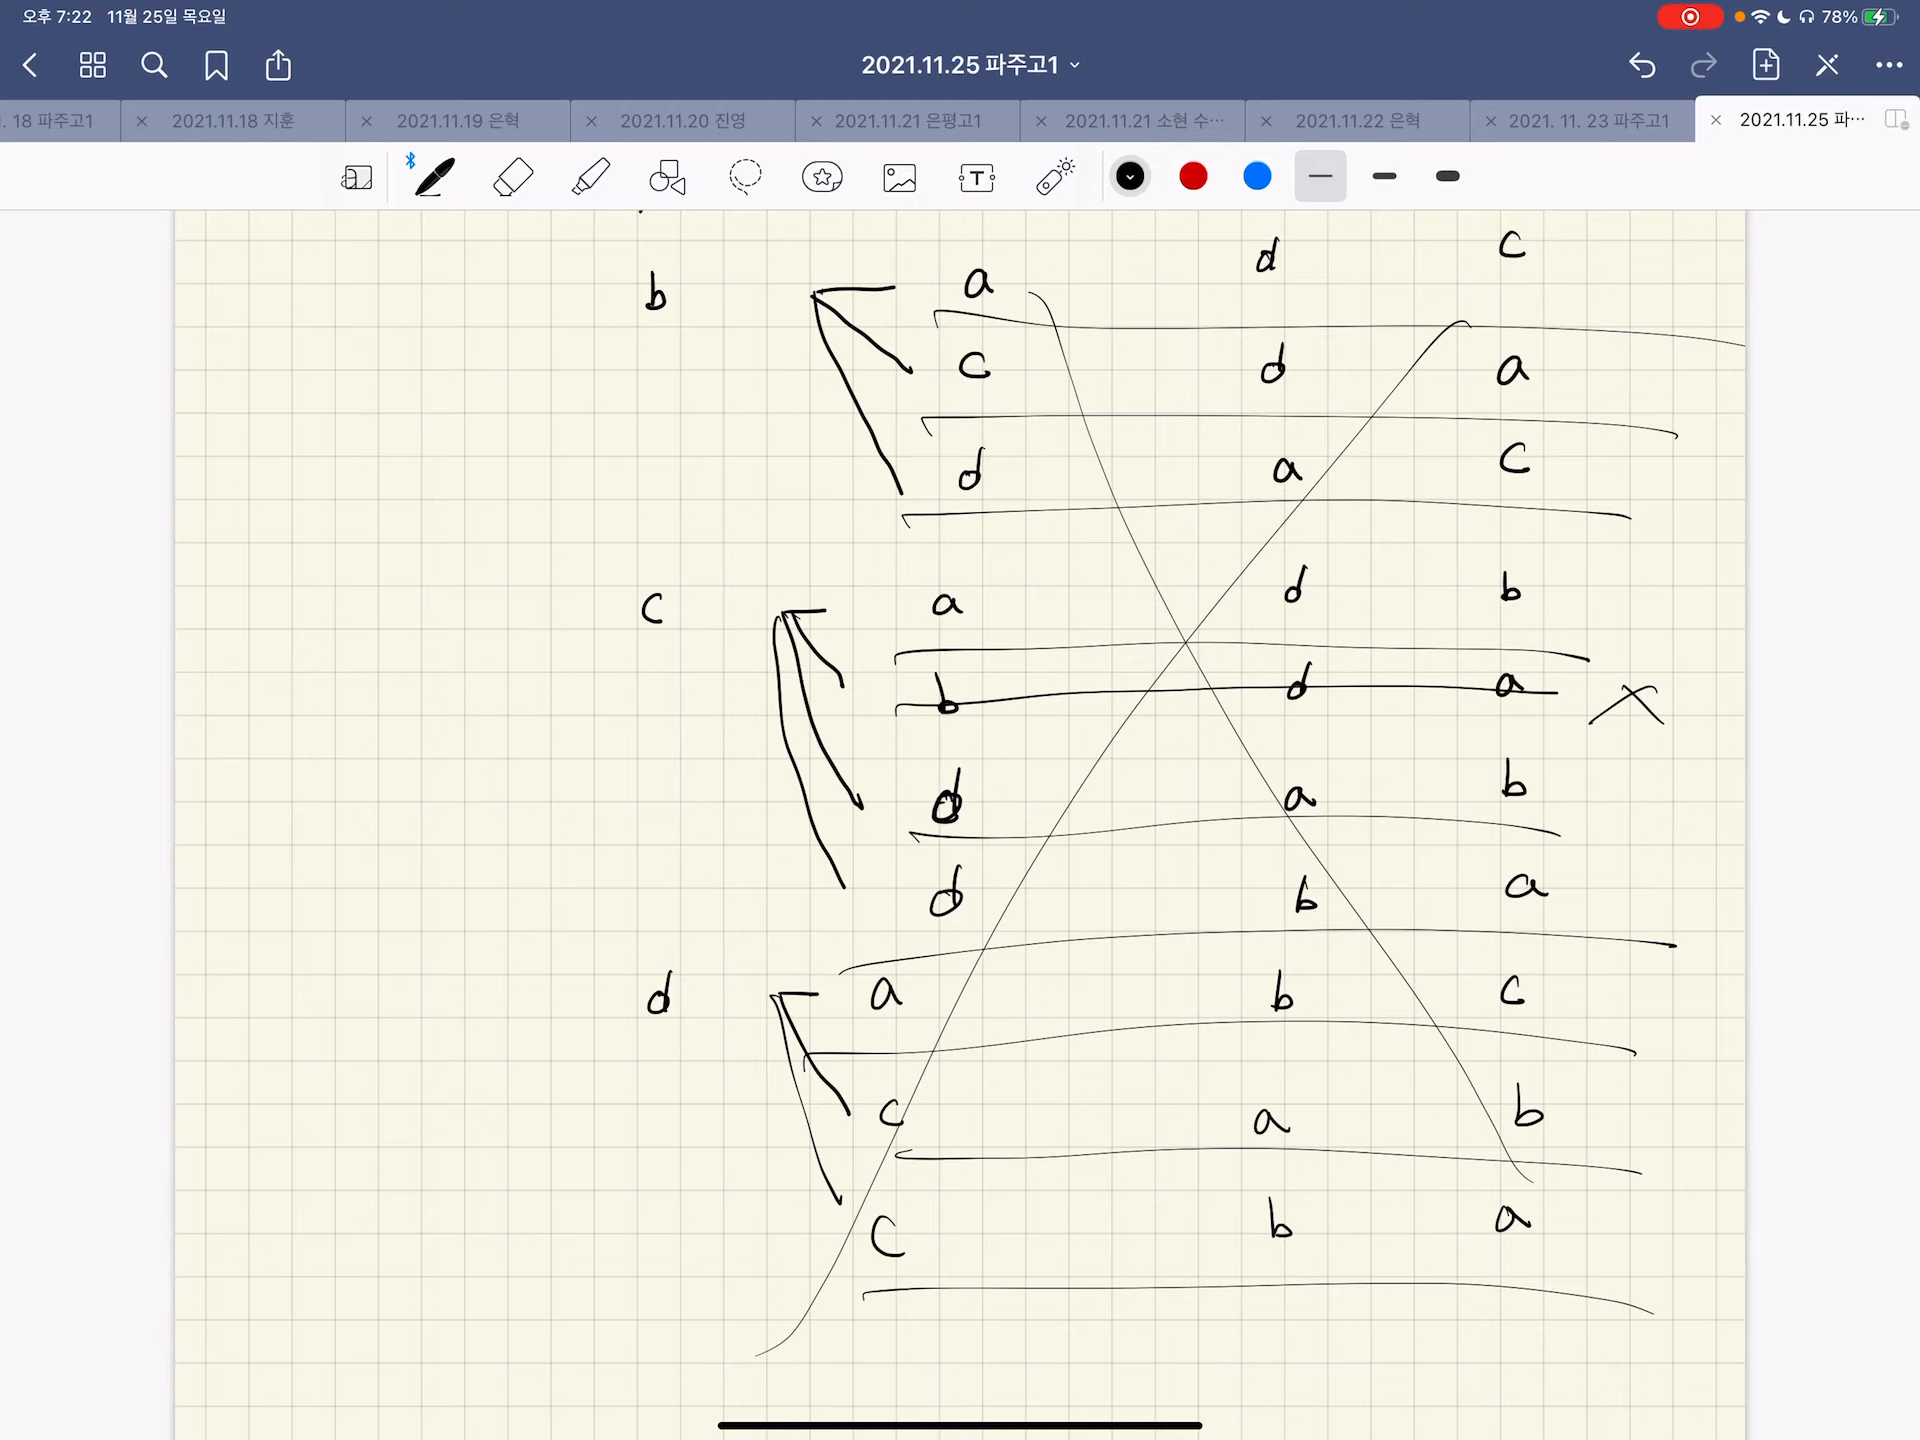 오후 7:22 11월 25일 목요일 78%
2021.11.25 파주고1
. 18 파주고1 2021.11.18 지훈 2021.11.19 은혁 2021.11.20 진영 2021.11.21 은평고1 2021.11.21 소현 수… 2021.11.22 은혁 2021. 11. 23 파주고1 2021.11.25 파…
b a d c
c d a
d a c
c a d b
b d a X
d a b
d b a
d a b c
c a b
c b a